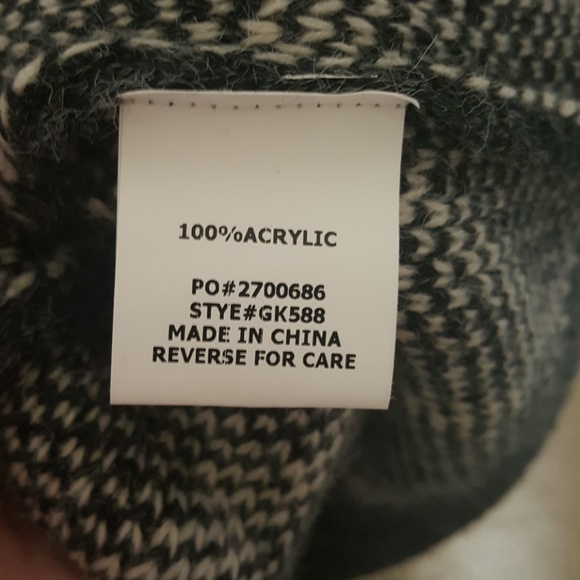 100%ACRYLIC
PO#2700686
STYE#GK588
MADE IN CHINA
REVERSE FOR CARE